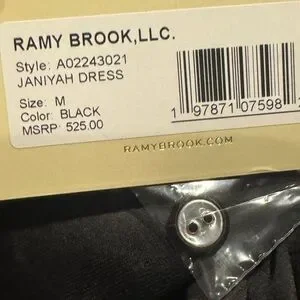 RAMY BROOK,LLC.
Style: A02243021
JANIYAH DRESS
Size: M
Color: BLACK
MSRP: 525.00
1 97871 07598
RAMYBROOK.COM